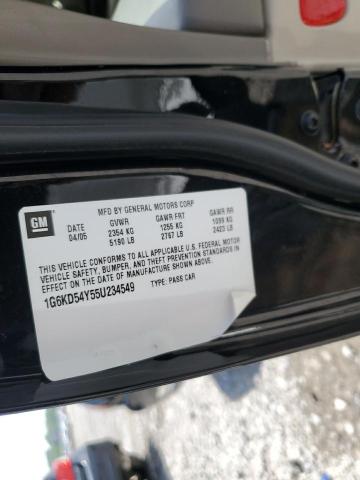 GM
MFD BY GENERAL MOTORS CORP
DATE GVWR GAWR FRT GAWR RR
04/05 2354 KG 1255 KG 1099 KG
5190 LB 2767 LB 2423 LB
THIS VEHICLE CONFORMS TO ALL APPLICABLE U.S. FEDERAL MOTOR
VEHICLE SAFETY, BUMPER, AND THEFT PREVENTION STANDARDS IN
EFFECT ON THE DATE OF MANUFACTURE SHOWN ABOVE.
1G6KD54Y55U234549 TYPE: PASS CAR